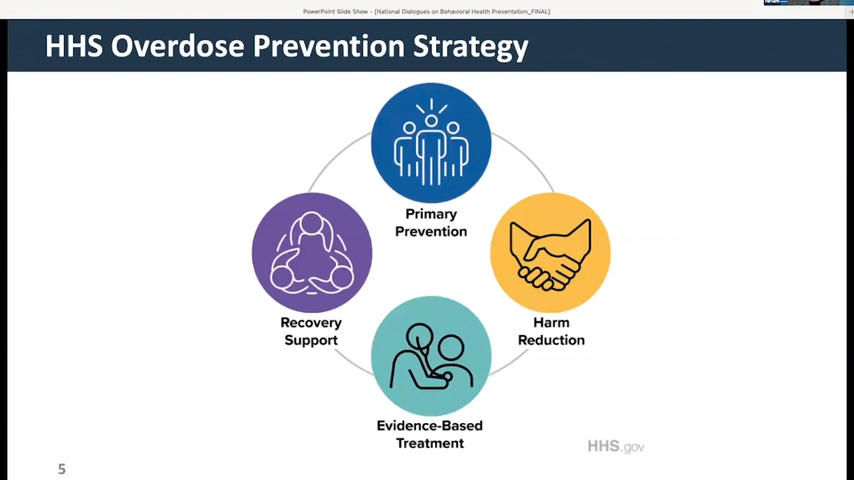 PowerPoint Slide Show - [National Dialogues on Behavioral Health Presentation_FINAL]
HHS Overdose Prevention Strategy
Primary
Prevention
Recovery
Support
Harm
Reduction
Evidence-Based
Treatment
HHS.gov
5